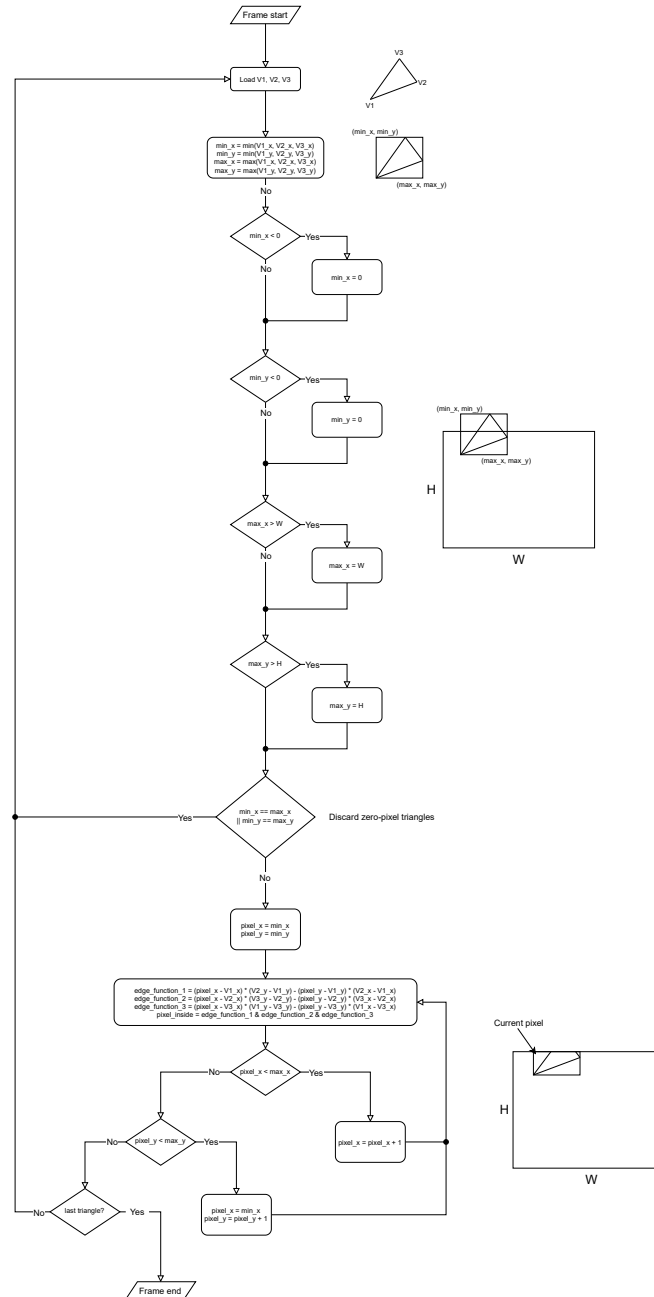 Frame start
Load V1, V2, V3
V3
V2
V1
min_x = min(V1_x, V2_x, V3_x)
min_y = min(V1_y, V2_y, V3_y)
max_x = max(V1_x, V2_x, V3_x)
max_y = max(V1_y, V2_y, V3_y)
(min_x, min_y)
(max_x, max_y)
No
min_x < 0
Yes
No
min_x = 0
min_y < 0
Yes
No
min_y = 0
(min_x, min_y)
(max_x, max_y)
H
W
max_x > W
Yes
No
max_x = W
max_y > H
Yes
max_y = H
min_x == max_x
|| min_y == max_y
Yes
Discard zero-pixel triangles
No
pixel_x = min_x
pixel_y = min_y
edge_function_1 = (pixel_x - V1_x) * (V2_y - V1_y) - (pixel_y - V1_y) * (V2_x - V1_x)
edge_function_2 = (pixel_x - V2_x) * (V3_y - V2_y) - (pixel_y - V2_y) * (V3_x - V2_x)
edge_function_3 = (pixel_x - V3_x) * (V1_y - V3_y) - (pixel_y - V3_y) * (V1_x - V3_x)
pixel_inside = edge_function_1 & edge_function_2 & edge_function_3
Current pixel
H
W
No
pixel_x < max_x
Yes
pixel_x = pixel_x + 1
No
pixel_y < max_y
Yes
pixel_x = min_x
pixel_y = pixel_y + 1
No
last triangle?
Yes
Frame end